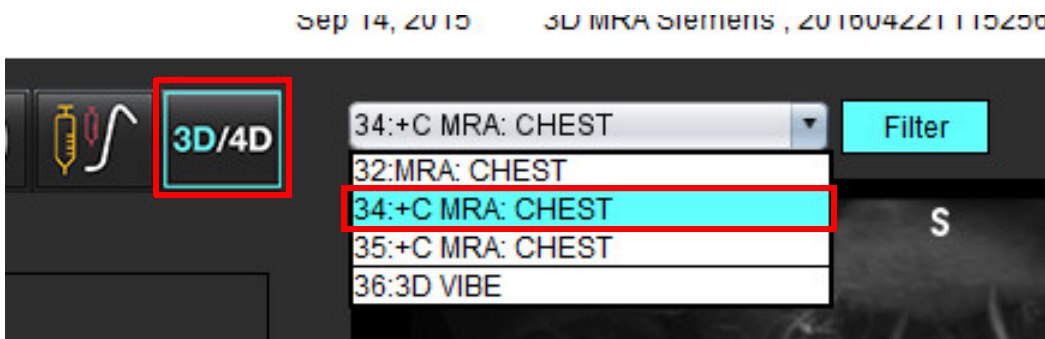 Sep 14, 2015 3D MRA Siemens , 20160422111525б
3D/4D
34:+C MRA: CHEST
Filter
32:MRA: CHEST
34:+C MRA: CHEST
35:+C MRA: CHEST
36:3D VIBE
S